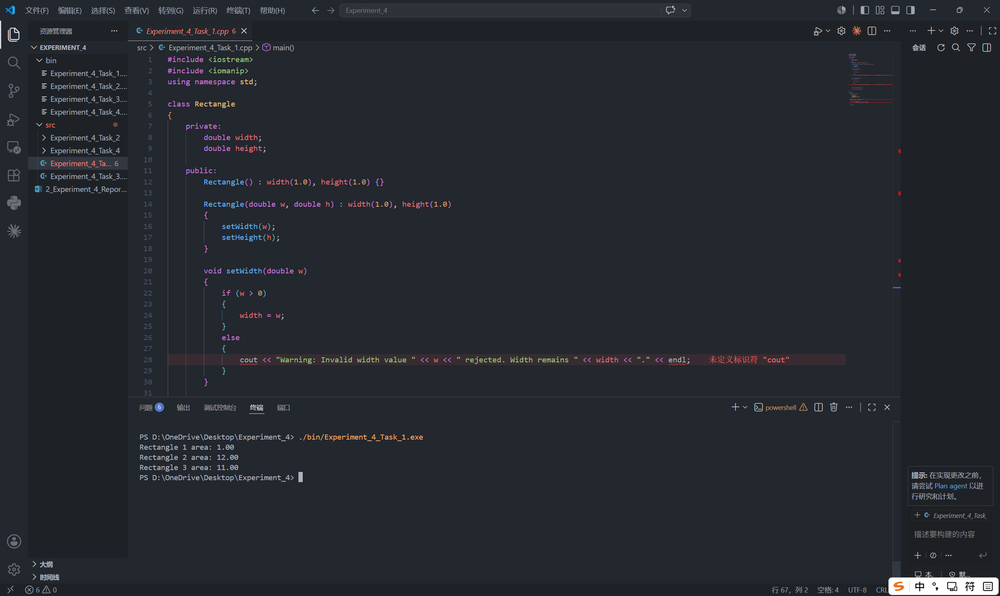 文件(F) 编辑(E) 选择(S) 查看(V) 转到(G) 运行(R) 终端(T) 帮助(H) Experiment_4
资源管理器
Experiment_4_Task_1.cpp 6
EXPERIMENT_4
bin
Experiment_4_Task_1....
Experiment_4_Task_2....
Experiment_4_Task_3....
Experiment_4_Task_4....
src
Experiment_4_Task_2
Experiment_4_Task_4
Experiment_4_Ta... 6
Experiment_4_Task_3....
2_Experiment_4_Repor...
大纲
时间线
src > Experiment_4_Task_1.cpp > main()
1 #include <iostream>
2 #include <iomanip>
3 using namespace std;
4
5 class Rectangle
6 {
7 private:
8 double width;
9 double height;
10
11 public:
12 Rectangle() : width(1.0), height(1.0) {}
13
14 Rectangle(double w, double h) : width(1.0), height(1.0)
15 {
16 setWidth(w);
17 setHeight(h);
18 }
19
20 void setWidth(double w)
21 {
22 if (w > 0)
23 {
24 width = w;
25 }
26 else
27 {
28 cout << "Warning: Invalid width value " << w << " rejected. Width remains " << width << "." << endl; 未定义标识符 "cout"
29 }
30 }
31
问题 6 输出 调试控制台 终端 端口 powershell
PS D:\OneDrive\Desktop\Experiment_4> ./bin/Experiment_4_Task_1.exe
Rectangle 1 area: 1.00
Rectangle 2 area: 12.00
Rectangle 3 area: 11.00
PS D:\OneDrive\Desktop\Experiment_4>
会话
提示: 在实现更改之前，
请尝试 Plan agent 以进
行研究和计划。
Experiment_4_Task_
描述要构建的内容
本. 默...
6 0 行 67，列 2 空格: 4 UTF-8 CRL
S 中 符